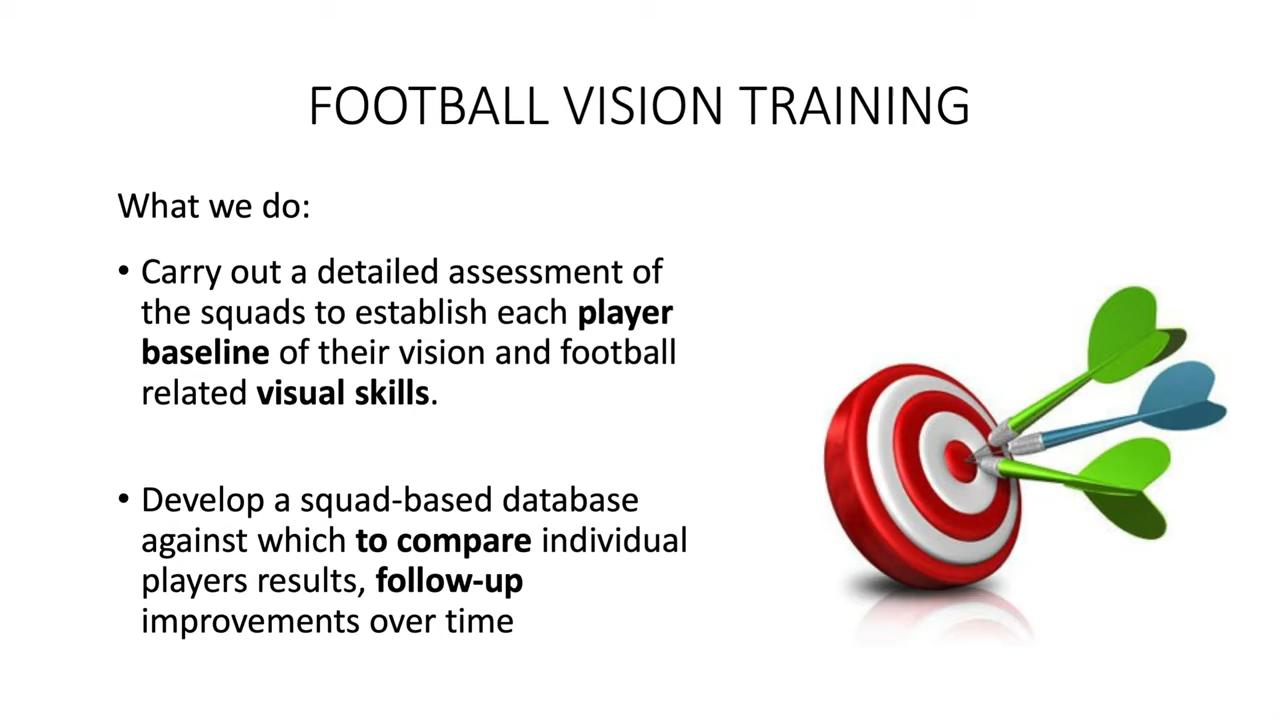 FOOTBALL VISION TRAINING
What we do:
• Carry out a detailed assessment of
the squads to establish each player
baseline of their vision and football
related visual skills.
• Develop a squad-based database
against which to compare individual
players results, follow-up
improvements over time